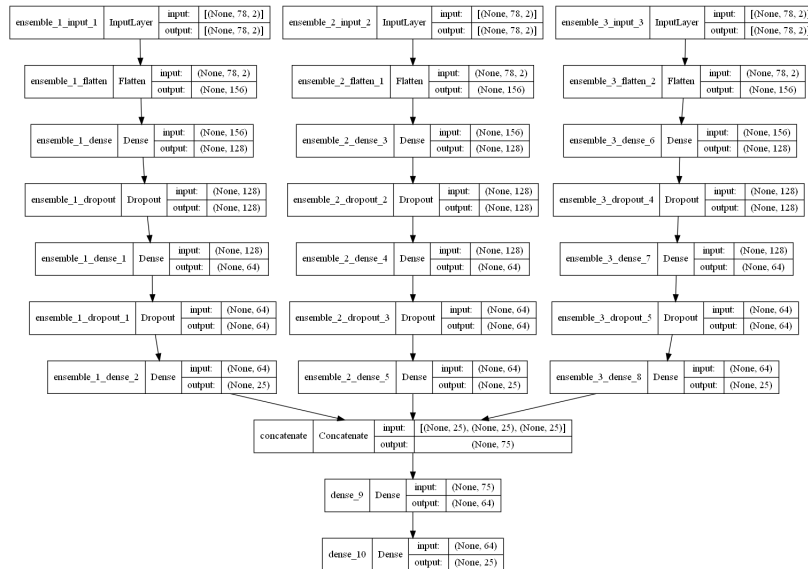 ensemble_1_input_1 InputLayer input: [(None, 78, 2)] output: [(None, 78, 2)]
ensemble_2_input_2 InputLayer input: [(None, 78, 2)] output: [(None, 78, 2)]
ensemble_3_input_3 InputLayer input: [(None, 78, 2)] output: [(None, 78, 2)]
ensemble_1_flatten Flatten input: (None, 78, 2) output: (None, 156)
ensemble_2_flatten_1 Flatten input: (None, 78, 2) output: (None, 156)
ensemble_3_flatten_2 Flatten input: (None, 78, 2) output: (None, 156)
ensemble_1_dense Dense input: (None, 156) output: (None, 128)
ensemble_2_dense_3 Dense input: (None, 156) output: (None, 128)
ensemble_3_dense_6 Dense input: (None, 156) output: (None, 128)
ensemble_1_dropout Dropout input: (None, 128) output: (None, 128)
ensemble_2_dropout_2 Dropout input: (None, 128) output: (None, 128)
ensemble_3_dropout_4 Dropout input: (None, 128) output: (None, 128)
ensemble_1_dense_1 Dense input: (None, 128) output: (None, 64)
ensemble_2_dense_4 Dense input: (None, 128) output: (None, 64)
ensemble_3_dense_7 Dense input: (None, 128) output: (None, 64)
ensemble_1_dropout_1 Dropout input: (None, 64) output: (None, 64)
ensemble_2_dropout_3 Dropout input: (None, 64) output: (None, 64)
ensemble_3_dropout_5 Dropout input: (None, 64) output: (None, 64)
ensemble_1_dense_2 Dense input: (None, 64) output: (None, 25)
ensemble_2_dense_5 Dense input: (None, 64) output: (None, 25)
ensemble_3_dense_8 Dense input: (None, 64) output: (None, 25)
concatenate Concatenate input: [(None, 25), (None, 25), (None, 25)] output: (None, 75)
dense_9 Dense input: (None, 75) output: (None, 64)
dense_10 Dense input: (None, 64) output: (None, 25)